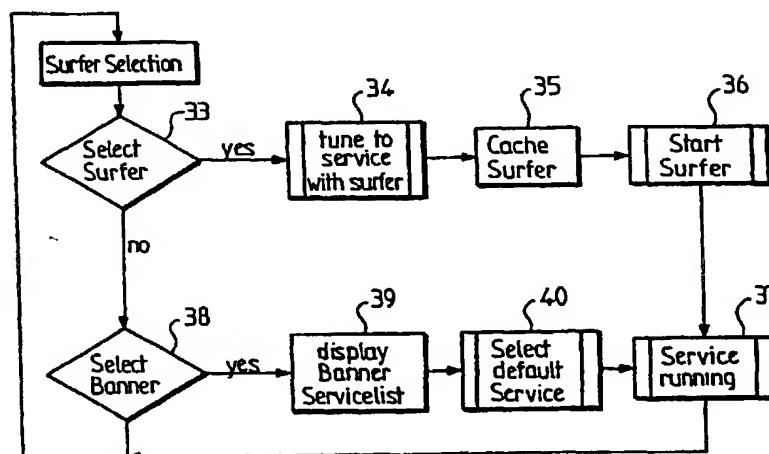 Surfer Selection
33
Select
Surfer
yes
34
tune to
service
with surfer
35
Cache
Surfer
36
Start
Surfer
no
38
Select
Banner
yes
39
display
Banner
Servicelist
40
Select
default
Service
Service
running